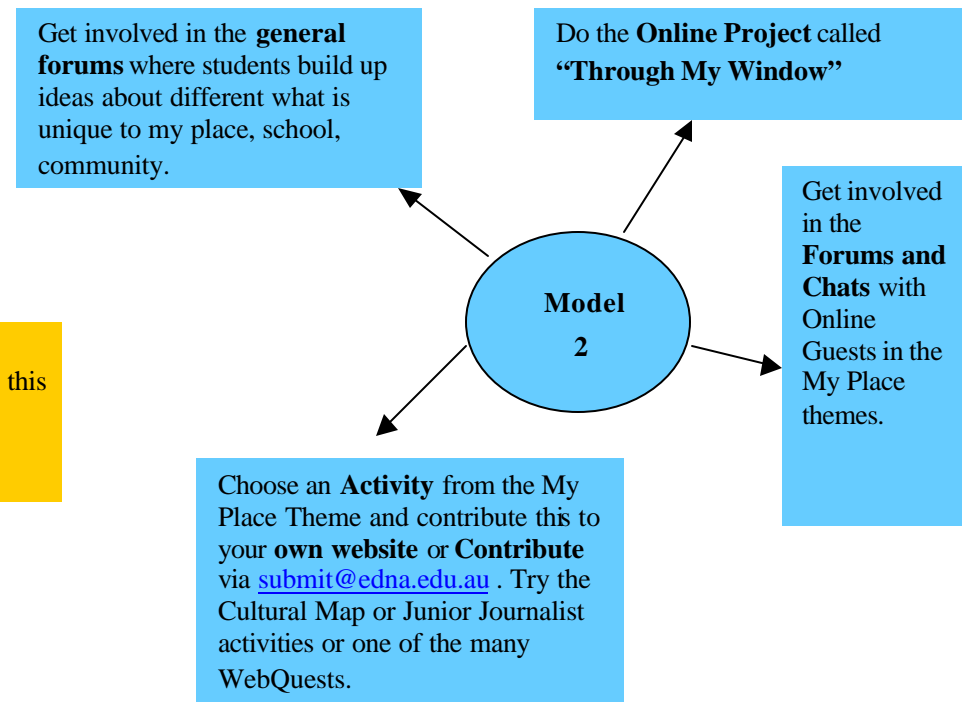 Get involved in the general
forums where students build up
ideas about different what is
unique to my place, school,
community.
Do the Online Project called
“Through My Window”
Get involved
in the
Forums and
Chats with
Online
Guests in the
My Place
themes.
Model
2
this
Choose an Activity from the My
Place Theme and contribute this to
your own website or Contribute
via submit@edna.edu.au . Try the
Cultural Map or Junior Journalist
activities or one of the many
WebQuests.